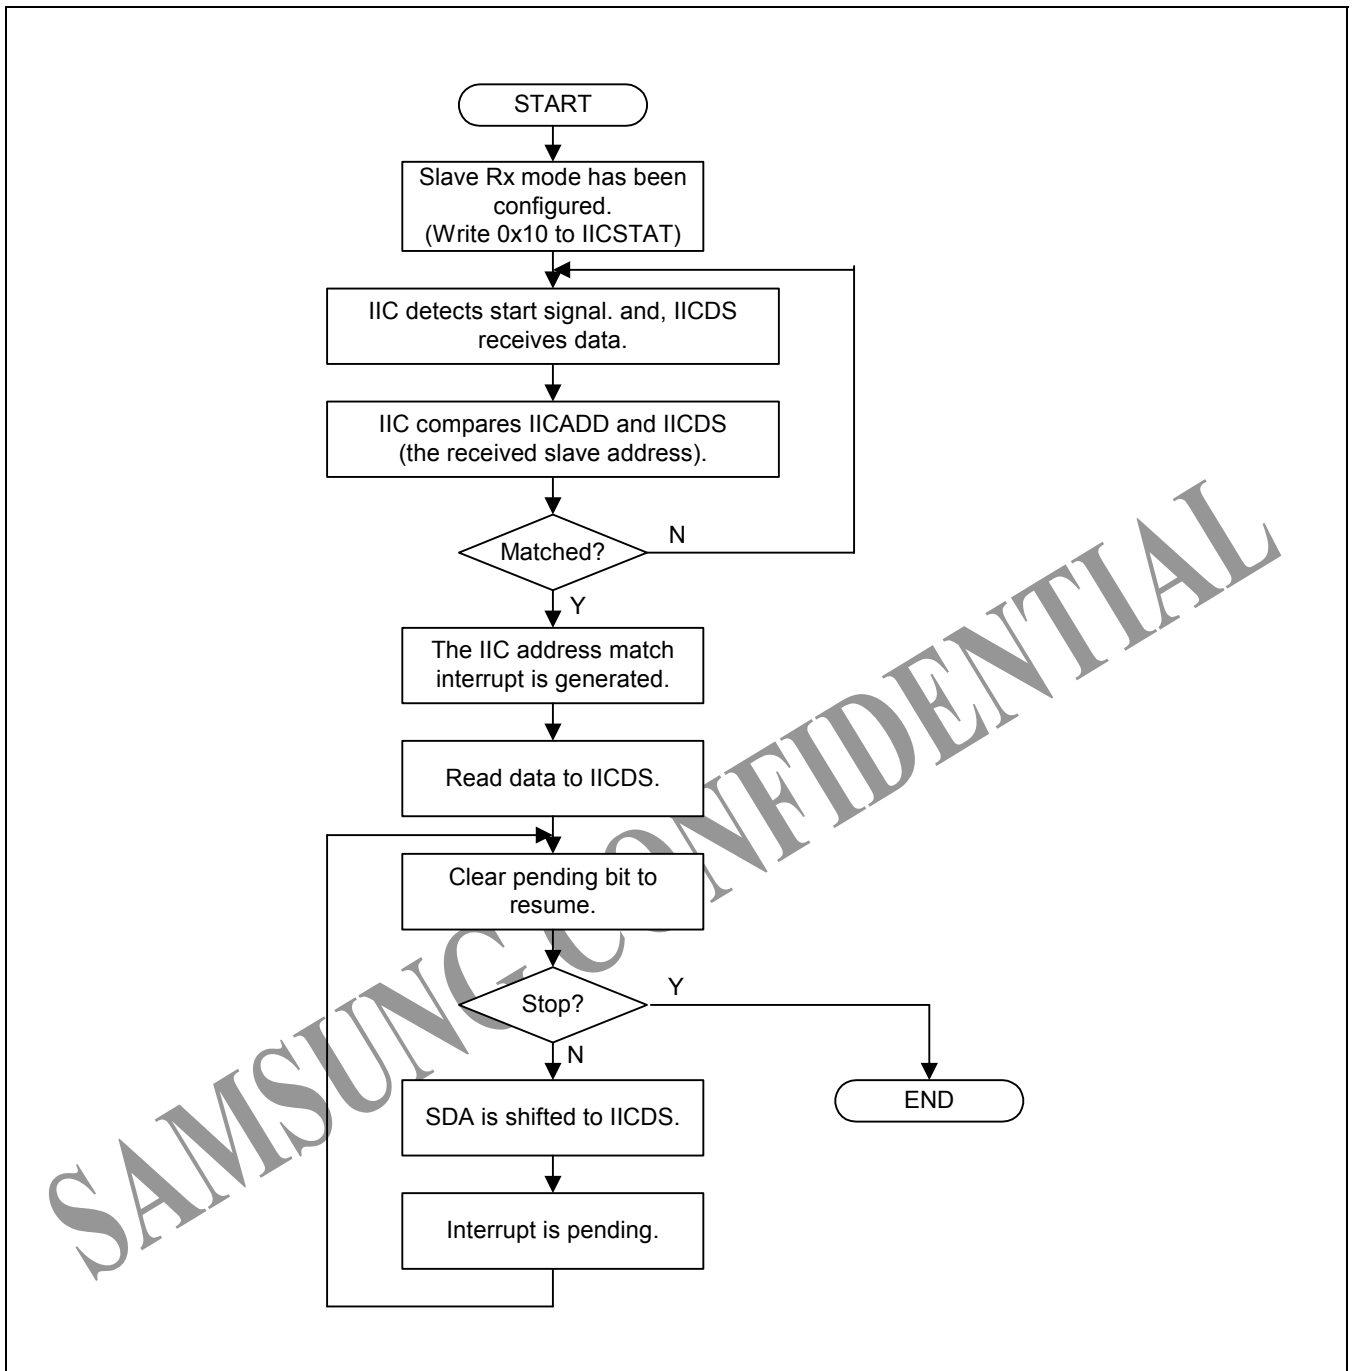 START
Slave Rx mode has been
configured.
(Write 0x10 to IICSTAT)
IIC detects start signal. and, IICDS
receives data.
IIC compares IICADD and IICDS
(the received slave address).
Matched?
N
Y
The IIC address match
interrupt is generated.
Read data to IICDS.
Clear pending bit to
resume.
Stop?
Y
N
SDA is shifted to IICDS.
END
Interrupt is pending.
SAMSUNG CONFIDENTIAL